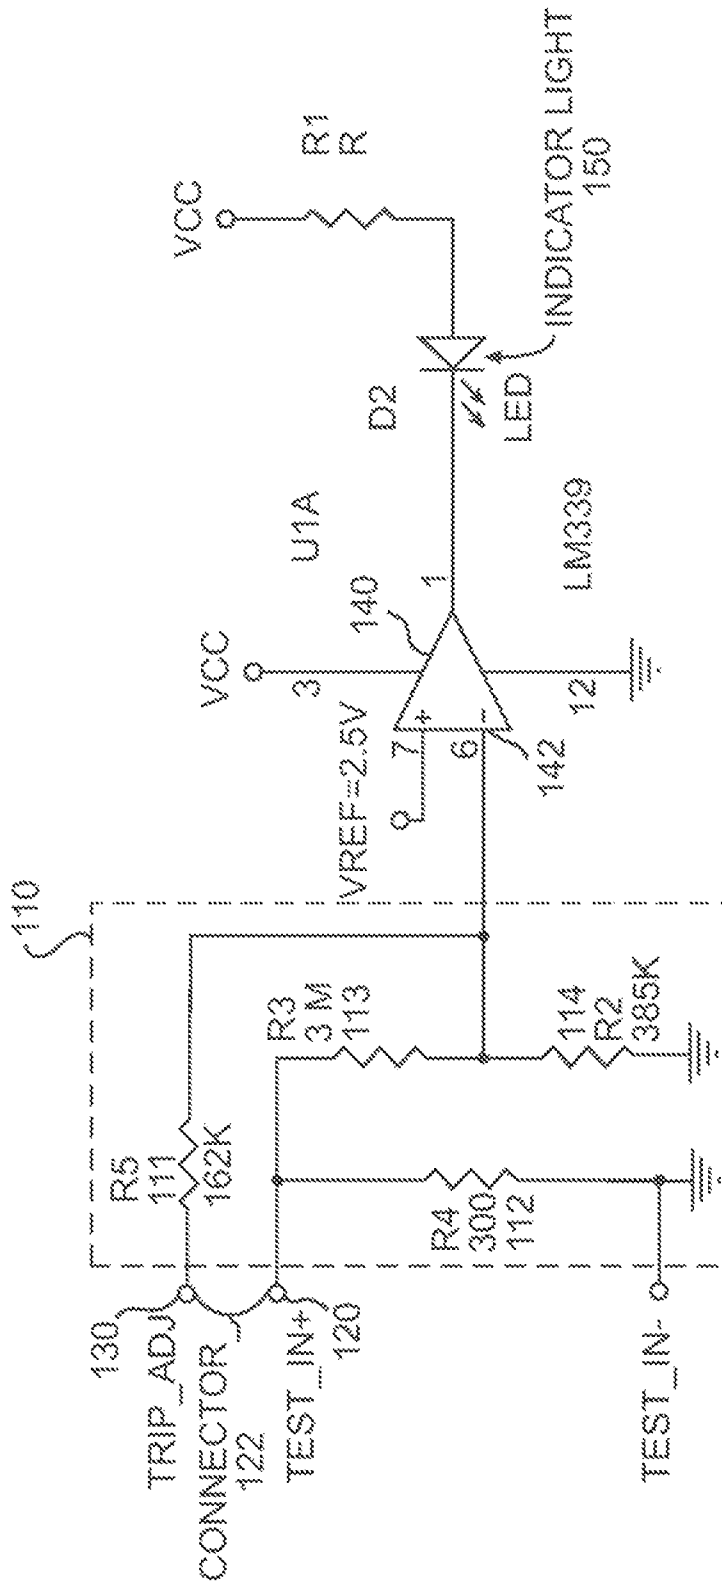 110
130
TRIP_ADJ
CONNECTOR
122
TEST_IN+
120
TEST_IN-
R5
111
162K
R4
300
112
R3
3 M
113
114
R2
385K
VREF=2.5V
7
+
6
-
142
VCC
3
140
12
1
U1A
LM339
D2
LED
VCC
R1
R
INDICATOR LIGHT
150